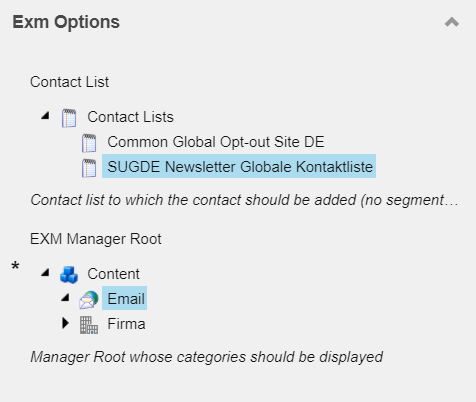 Exm Options
Contact List
Contact Lists
Common Global Opt-out Site DE
SUGDE Newsletter Globale Kontaktliste
Contact list to which the contact should be added (no segment…
EXM Manager Root
* Content
Email
Firma
Manager Root whose categories should be displayed